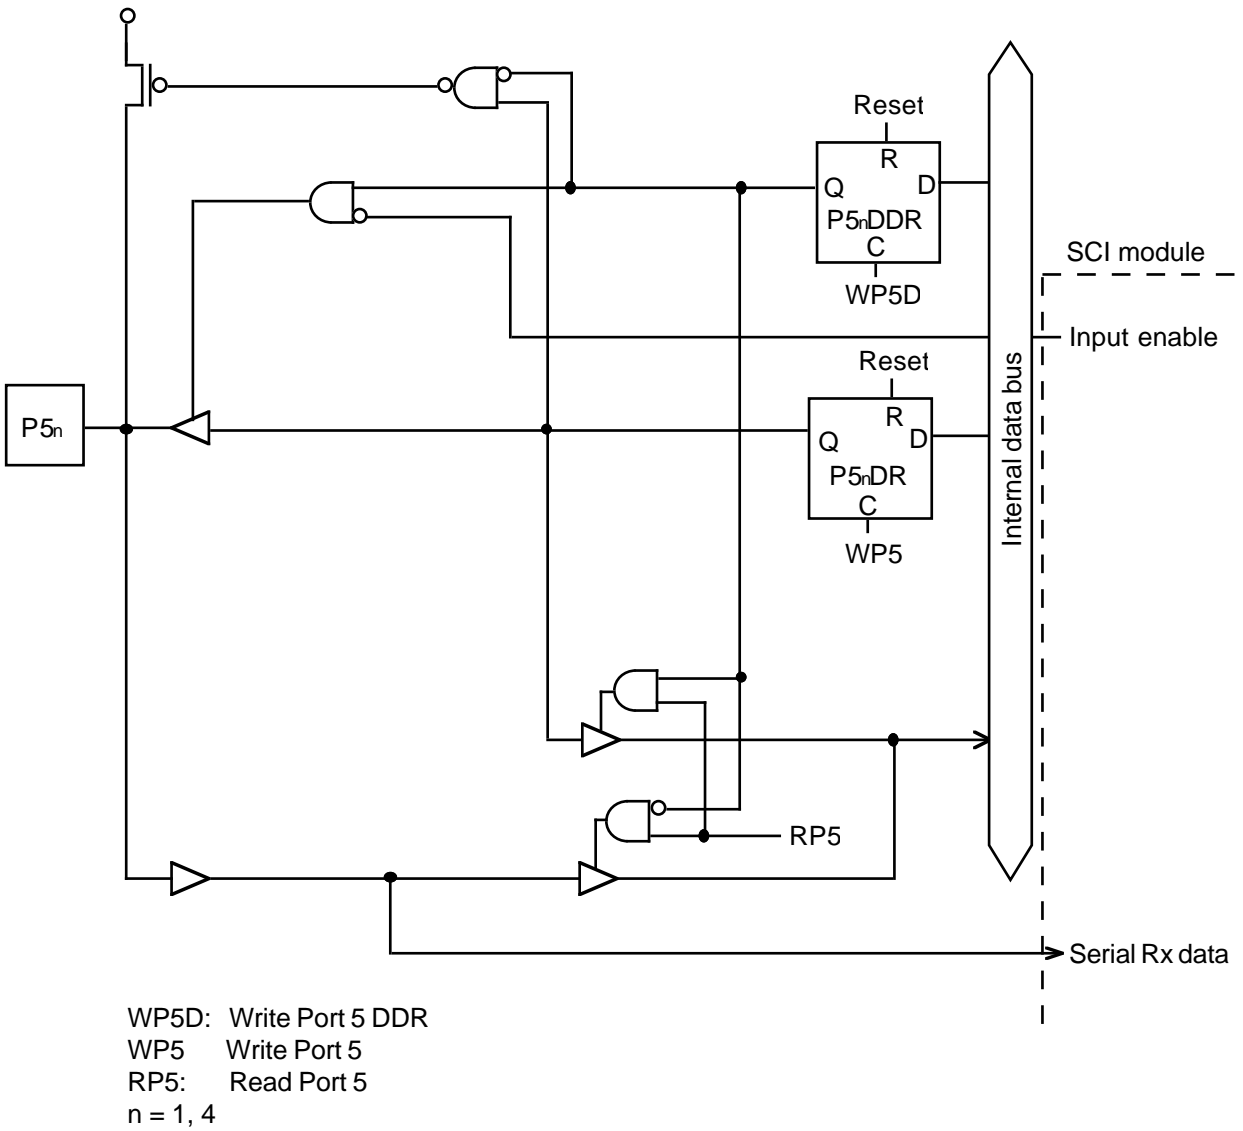 Reset
R
Q
D
P5nDDR
C
WP5D
SCI module
Input enable
Reset
R
Q
D
P5nDR
C
WP5
P5n
Internal data bus
RP5
Serial Rx data
WP5D: Write Port 5 DDR
WP5 Write Port 5
RP5: Read Port 5
n = 1, 4